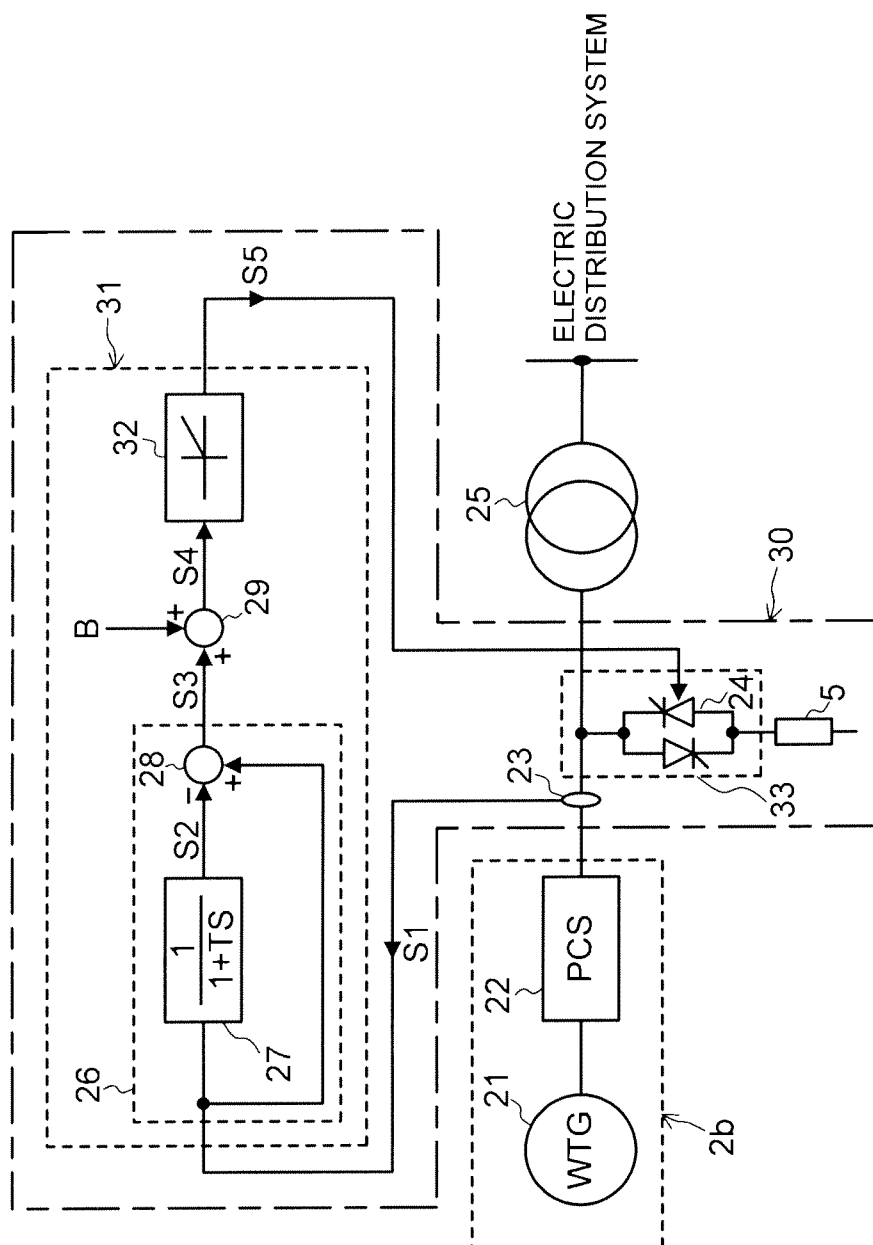 31
26
27
1
1+TS
S2
−
28
+
S3
B
+
+
29
S4
32
S5
S1
30
2b
21
WTG
22
PCS
23
33
24
5
25
ELECTRIC
DISTRIBUTION SYSTEM